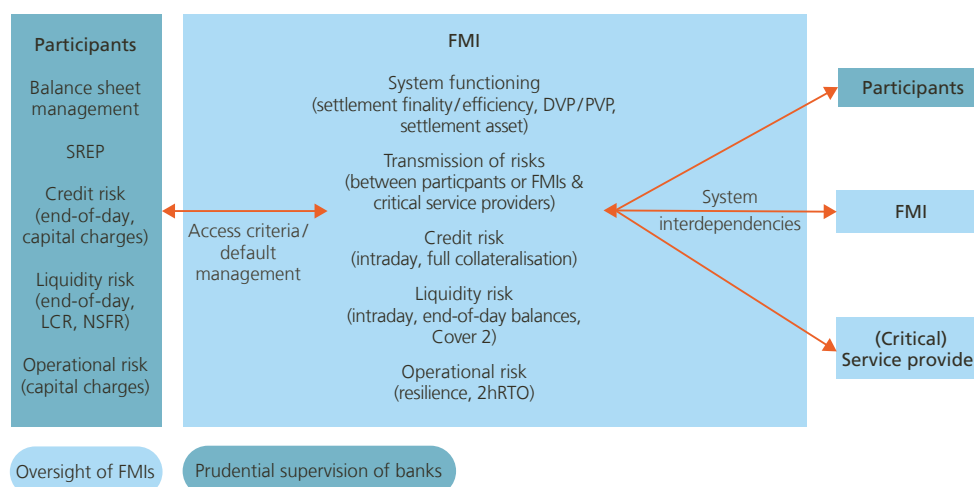 Participants
Balance sheet
management
SREP
Credit risk
(end-of-day,
capital charges)
Liquidity risk
(end-of-day,
LCR, NSFR)
Operational risk
(capital charges)
Access criteria/
default
management
FMI
System functioning
(settlement finality/efficiency, DVP/PVP,
settlement asset)
Transmission of risks
(between particpants or FMIs &
critical service providers)
Credit risk
(intraday, full collateralisation)
Liquidity risk
(intraday, end-of-day balances,
Cover 2)
Operational risk
(resilience, 2hRTO)
System
interdependencies
Participants
FMI
(Critical)
Service provide
Oversight of FMIs
Prudential supervision of banks